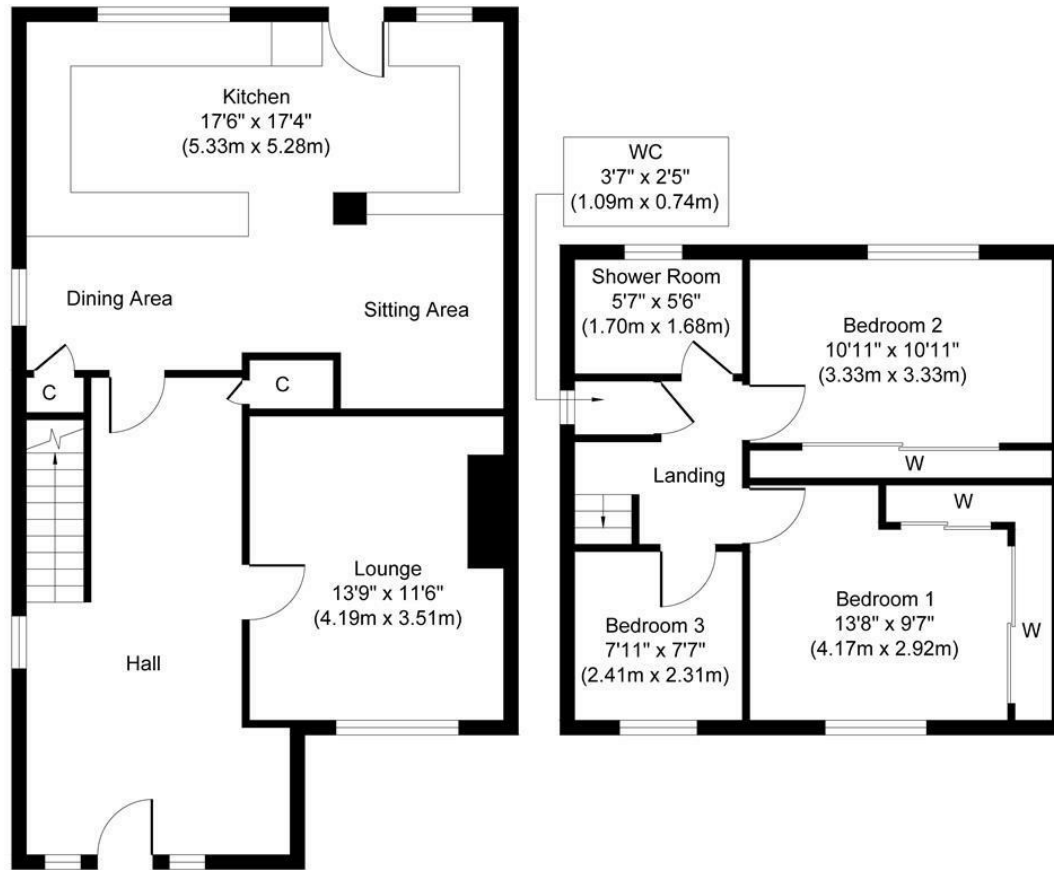 Kitchen
17'6" x 17'4"
(5.33m x 5.28m)
Dining Area
Sitting Area
C
C
Lounge
13'9" x 11'6"
(4.19m x 3.51m)
Hall
WC
3'7" x 2'5"
(1.09m x 0.74m)
Shower Room
5'7" x 5'6"
(1.70m x 1.68m)
Bedroom 2
10'11" x 10'11"
(3.33m x 3.33m)
W
Landing
W
Bedroom 1
13'8" x 9'7"
(4.17m x 2.92m)
W
Bedroom 3
7'11" x 7'7"
(2.41m x 2.31m)